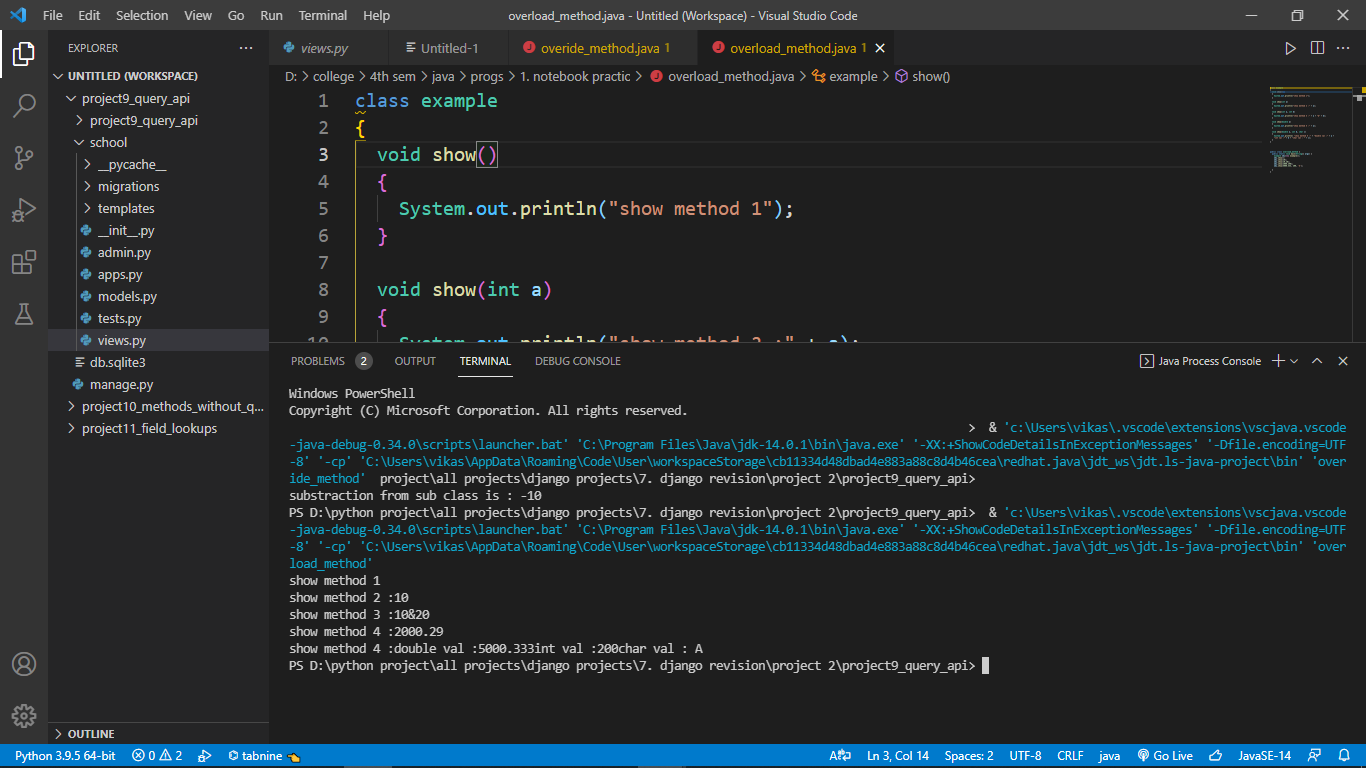 File Edit Selection View Go Run Terminal Help overload_method.java - Untitled (Workspace) - Visual Studio Code
EXPLORER
UNTITLED (WORKSPACE)
project9_query_api
project9_query_api
school
__pycache__
migrations
templates
__init__.py
admin.py
apps.py
models.py
tests.py
views.py
db.sqlite3
manage.py
project10_methods_without_q...
project11_field_lookups
OUTLINE
views.py Untitled-1 overide_method.java 1 overload_method.java 1
D: > college > 4th sem > java > progs > 1. notebook practic > overload_method.java > example > show()
1 class example
2 {
3 void show()
4 {
5 System.out.println("show method 1");
6 }
7
8 void show(int a)
9 {
10 System.out.println("show method 2 :" + a);
PROBLEMS 2 OUTPUT TERMINAL DEBUG CONSOLE Java Process Console
Windows PowerShell
Copyright (C) Microsoft Corporation. All rights reserved.
> & 'c:\Users\vikas\.vscode\extensions\vscjava.vscode
-java-debug-0.34.0\scripts\launcher.bat' 'C:\Program Files\Java\jdk-14.0.1\bin\java.exe' '-XX:+ShowCodeDetailsInExceptionMessages' '-Dfile.encoding=UTF
-8' '-cp' 'C:\Users\vikas\AppData\Roaming\Code\User\workspaceStorage\cb11334d48dbad4e883a88c8d4b46cea\redhat.java\jdt_ws\jdt.ls-java-project\bin' 'over
ide_method' project\all projects\django projects\7. django revision\project 2\project9_query_api>
substraction from sub class is : -10
PS D:\python project\all projects\django projects\7. django revision\project 2\project9_query_api> & 'c:\Users\vikas\.vscode\extensions\vscjava.vscode
-java-debug-0.34.0\scripts\launcher.bat' 'C:\Program Files\Java\jdk-14.0.1\bin\java.exe' '-XX:+ShowCodeDetailsInExceptionMessages' '-Dfile.encoding=UTF
-8' '-cp' 'C:\Users\vikas\AppData\Roaming\Code\User\workspaceStorage\cb11334d48dbad4e883a88c8d4b46cea\redhat.java\jdt_ws\jdt.ls-java-project\bin' 'over
load_method'
show method 1
show method 2 :10
show method 3 :10&20
show method 4 :2000.29
show method 4 :double val :5000.333int val :200char val : A
PS D:\python project\all projects\django projects\7. django revision\project 2\project9_query_api>
Python 3.9.5 64-bit 0 2 tabnine Ln 3, Col 14 Spaces: 2 UTF-8 CRLF java Go Live JavaSE-14